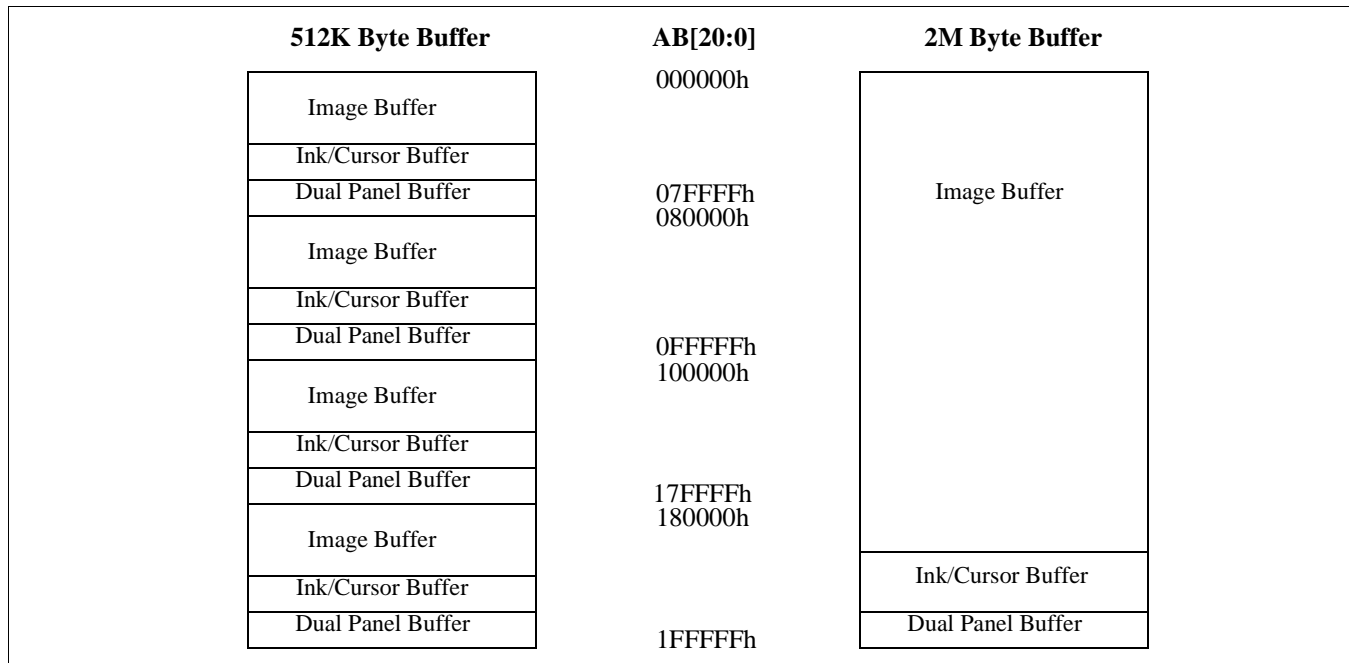 512K Byte Buffer AB[20:0] 2M Byte Buffer
000000h
Image Buffer
Ink/Cursor Buffer
Dual Panel Buffer 07FFFFh Image Buffer
080000h
Image Buffer
Ink/Cursor Buffer
Dual Panel Buffer 0FFFFFh
100000h
Image Buffer
Ink/Cursor Buffer
Dual Panel Buffer 17FFFFh
180000h
Image Buffer
Ink/Cursor Buffer Ink/Cursor Buffer
Dual Panel Buffer Dual Panel Buffer
1FFFFFh